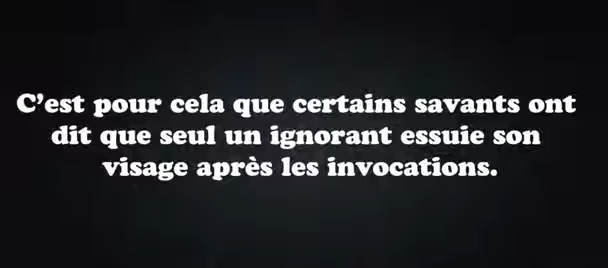 C’est pour cela que certains savants ont
dit que seul un ignorant essuie son
visage après les invocations.